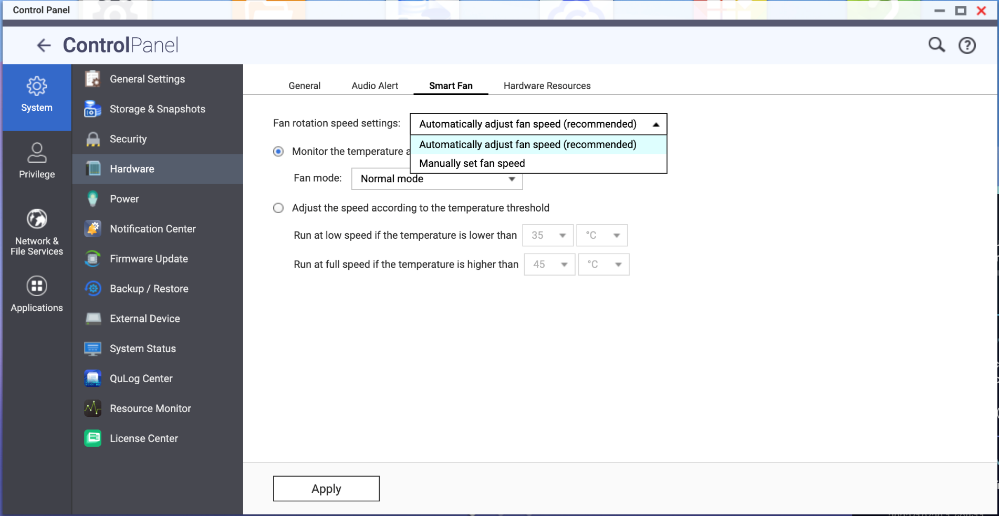 Control Panel
ControlPanel
System
Privilege
Network &
File Services
Applications
General Settings
Storage & Snapshots
Security
Hardware
Power
Notification Center
Firmware Update
Backup / Restore
External Device
System Status
QuLog Center
Resource Monitor
License Center
General
Audio Alert
Smart Fan
Hardware Resources
Fan rotation speed settings:
Automatically adjust fan speed (recommended)
Automatically adjust fan speed (recommended)
Manually set fan speed
Monitor the temperature
Fan mode:
Normal mode
Adjust the speed according to the temperature threshold
Run at low speed if the temperature is lower than
35
°C
Run at full speed if the temperature is higher than
45
°C
Apply